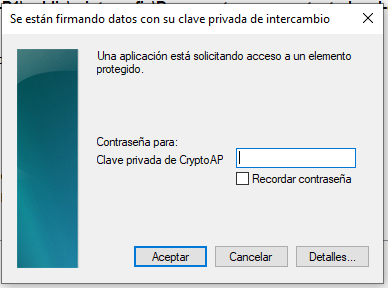 Se están firmando datos con su clave privada de intercambio
Una aplicación está solicitando acceso a un elemento
protegido.
Contraseña para:
Clave privada de CryptoAP
Recordar contraseña
Aceptar
Cancelar
Detalles...